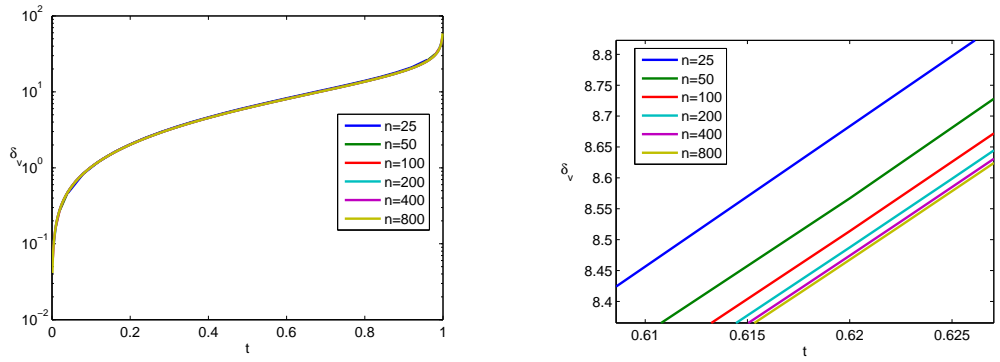 10^2
10^1
10^0
10^{-1}
10^{-2}
δ_v
0 0.2 0.4 0.6 0.8 1
t
n=25
n=50
n=100
n=200
n=400
n=800
8.8
8.75
8.7
8.65
8.6
8.55
8.5
8.45
8.4
δ_v
0.61 0.615 0.62 0.625
t
n=25
n=50
n=100
n=200
n=400
n=800